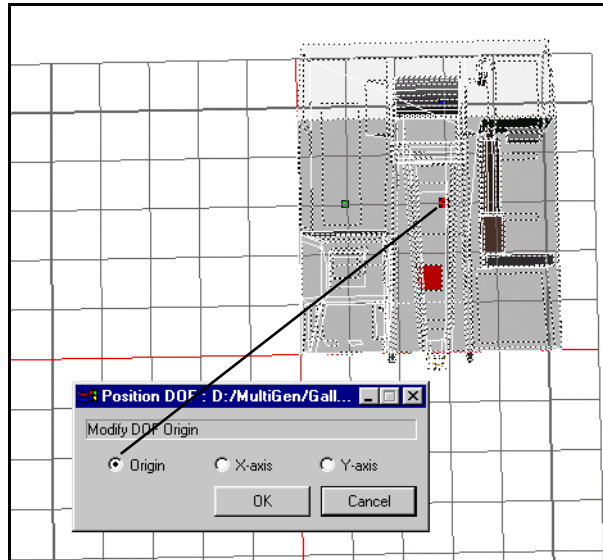 Position DOF : D:/MultiGen/Gall...
Modify DOF Origin
Origin X-axis Y-axis
OK Cancel